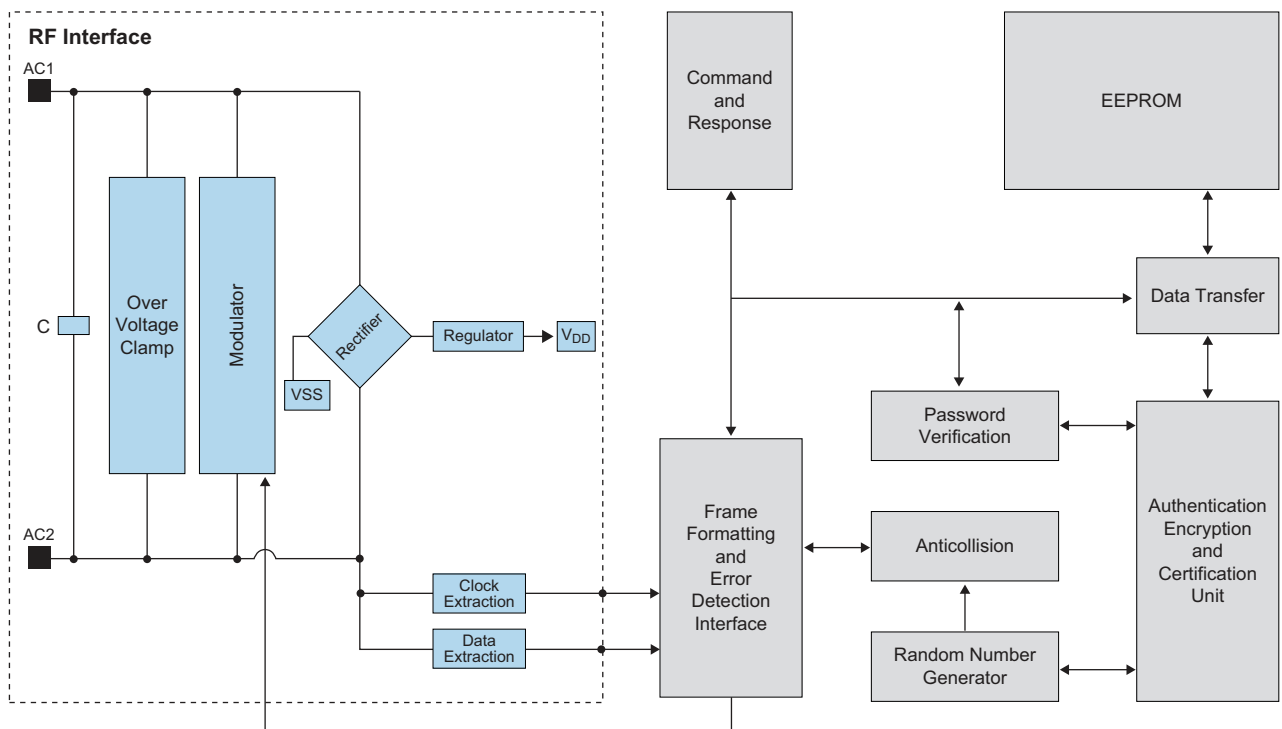 RF Interface
AC1
C
Over
Voltage
Clamp
Modulator
Rectifier
VSS
Regulator
VDD
AC2
Clock
Extraction
Data
Extraction
Command
and
Response
EEPROM
Data Transfer
Password
Verification
Frame
Formatting
and
Error
Detection
Interface
Anticollision
Authentication
Encryption
and
Certification
Unit
Random Number
Generator